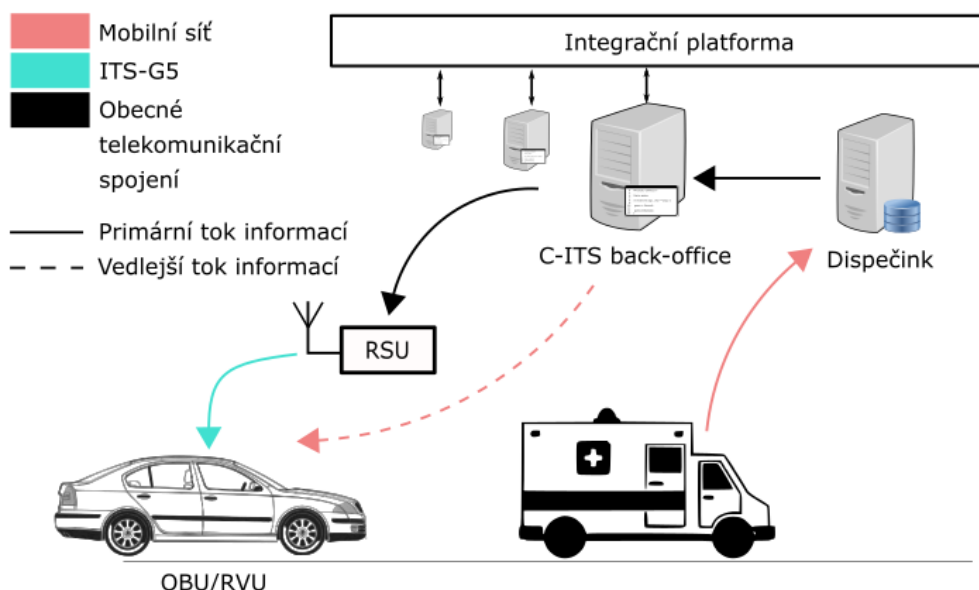 Mobilní síť
ITS-G5
Obecné
telekomunikační
spojení
Primární tok informací
Vedlejší tok informací
Integrační platforma
C-ITS back-office
Dispečink
RSU
OBU/RVU